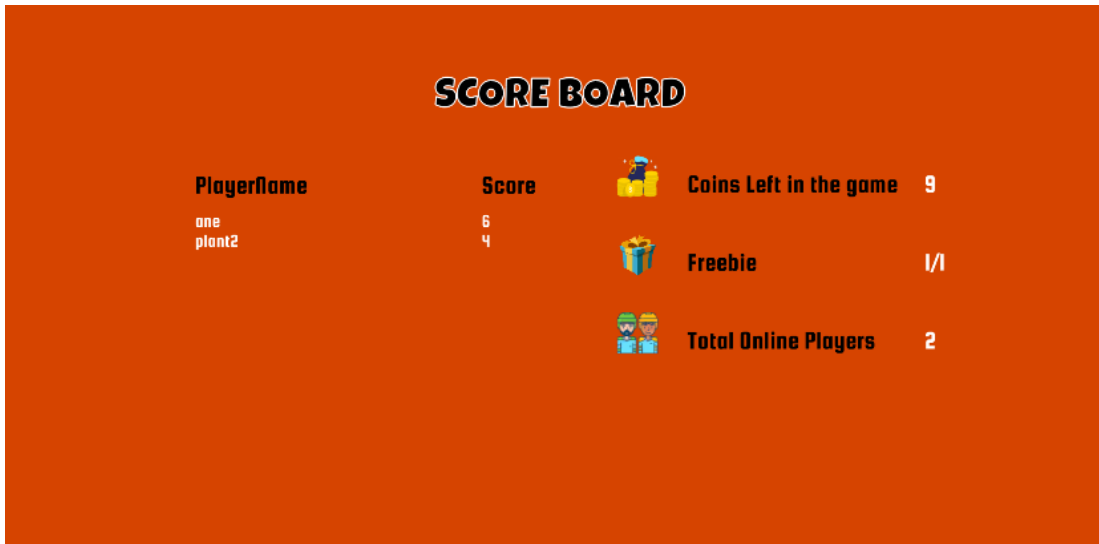 SCORE BOARD
PlayerName Score
ane 6
plant2 4
Coins Left in the game 9
Freebie 1/1
Total Online Players 2